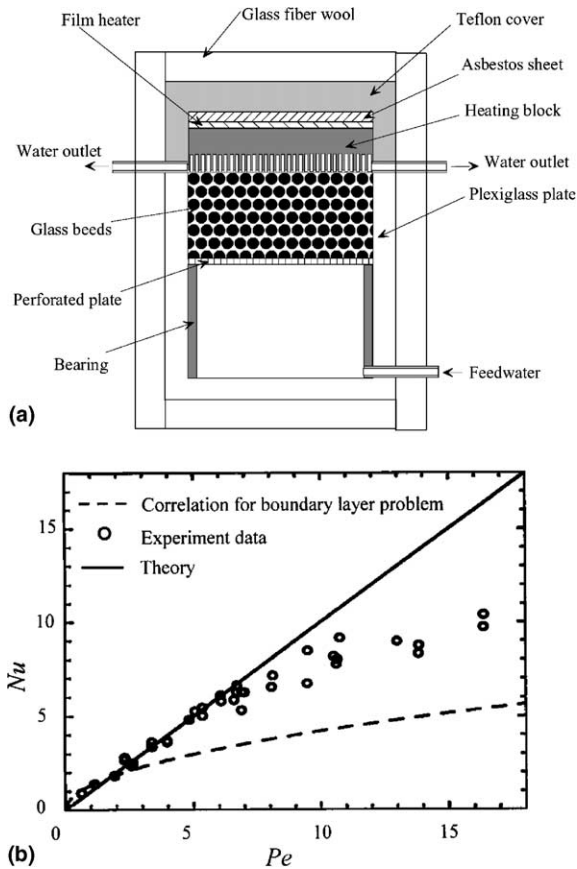 Film heater
Glass fiber wool
Teflon cover
Asbestos sheet
Heating block
Water outlet
Water outlet
Plexiglass plate
Glass beeds
Perforated plate
Bearing
Feedwater
(a)
15
10
5
0
Nu
Correlation for boundary layer problem
Experiment data
Theory
0 5 10 15
Pe
(b)